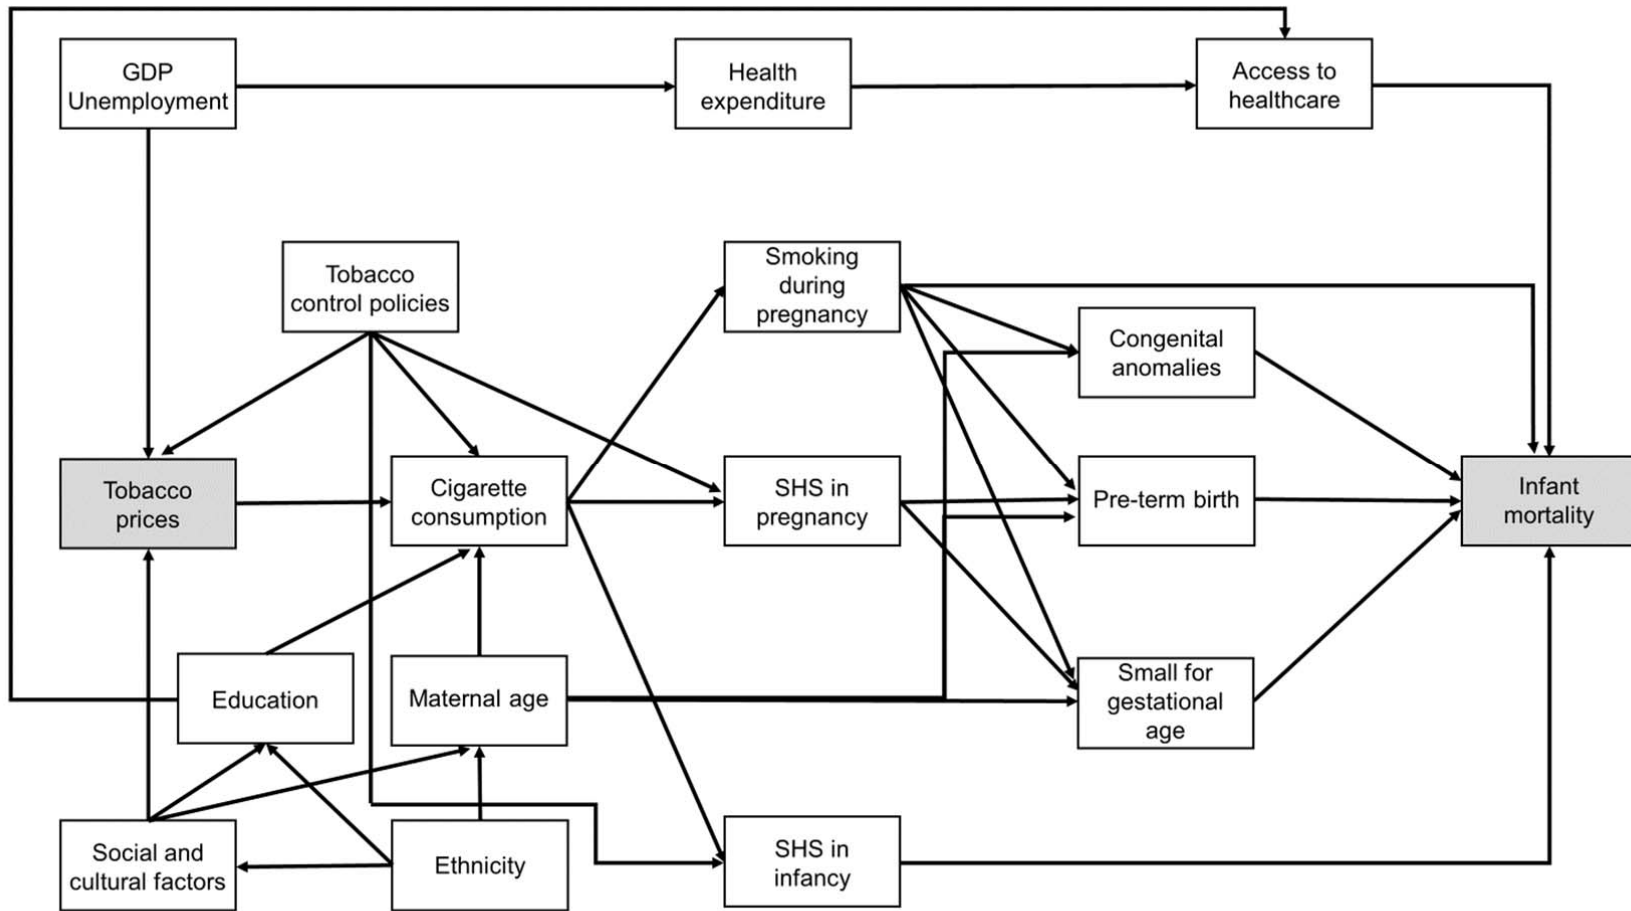 GDP
Unemployment
Health
expenditure
Access to
healthcare
Tobacco
control policies
Smoking
during
pregnancy
Congenital
anomalies
Tobacco
prices
Cigarette
consumption
SHS in
pregnancy
Pre-term birth
Infant
mortality
Education
Maternal age
Small for
gestational
age
Social and
cultural factors
Ethnicity
SHS in
infancy